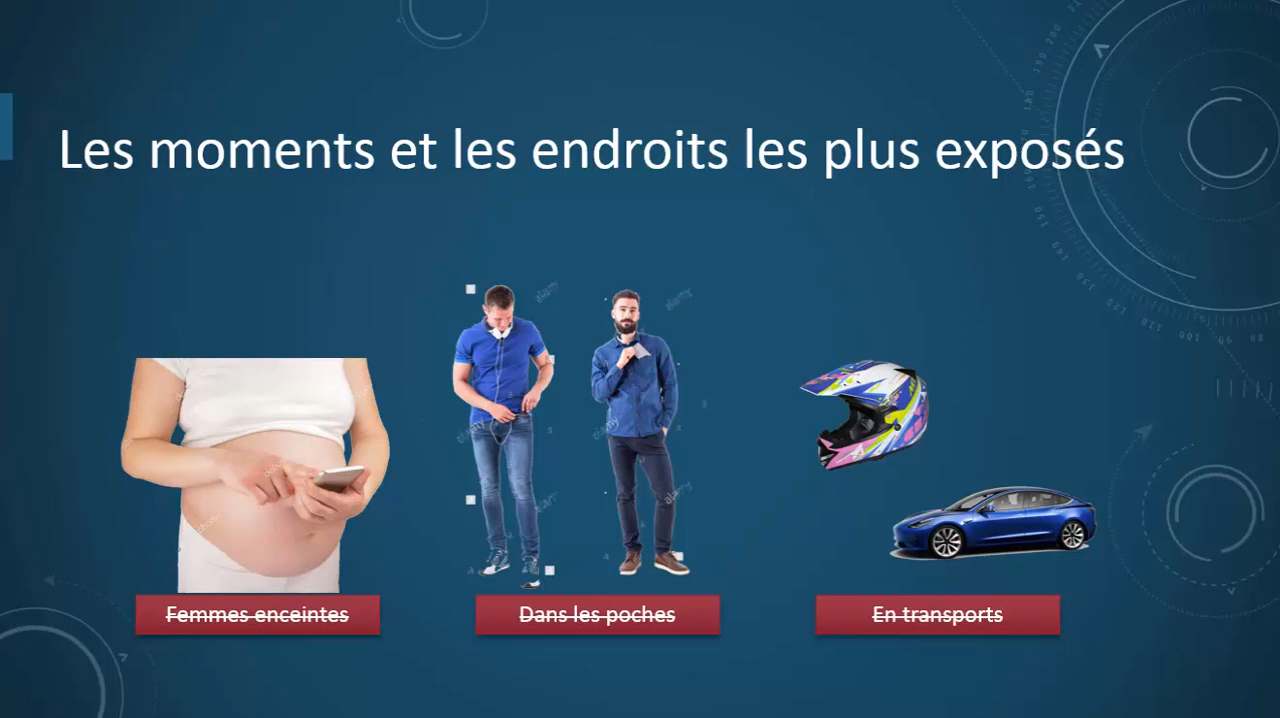 Les moments et les endroits les plus exposés
Femmes enceintes
Dans les poches
En transports